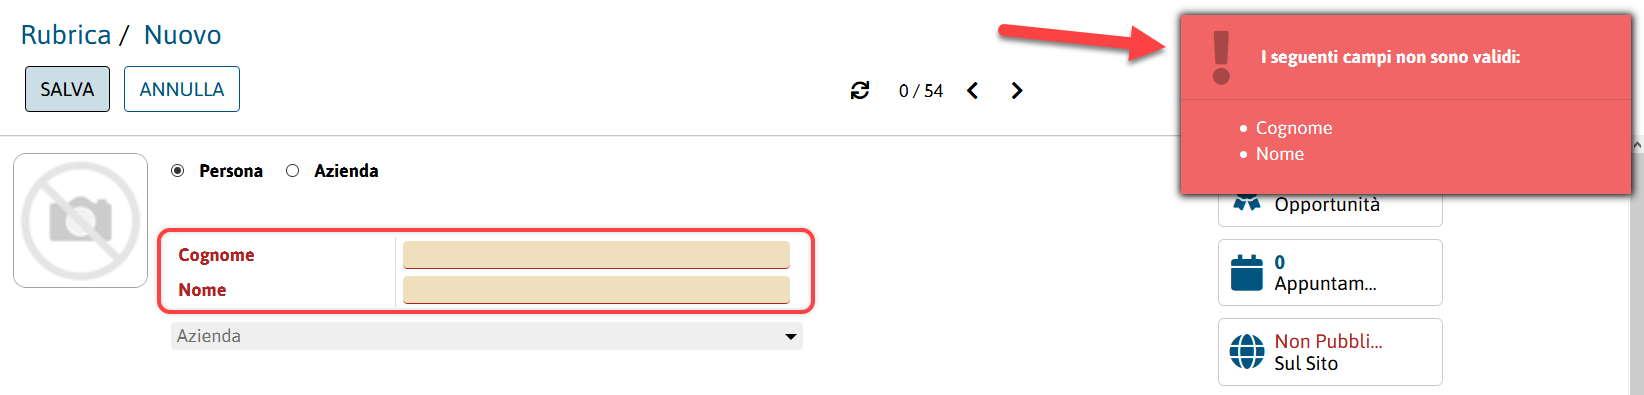 Rubrica / Nuovo
SALVA ANNULLA
0 / 54
I seguenti campi non sono validi:
Cognome
Nome
Persona Azienda
Cognome
Nome
Azienda
Opportunità
0
Appuntam...
Non Pubbli...
Sul Sito